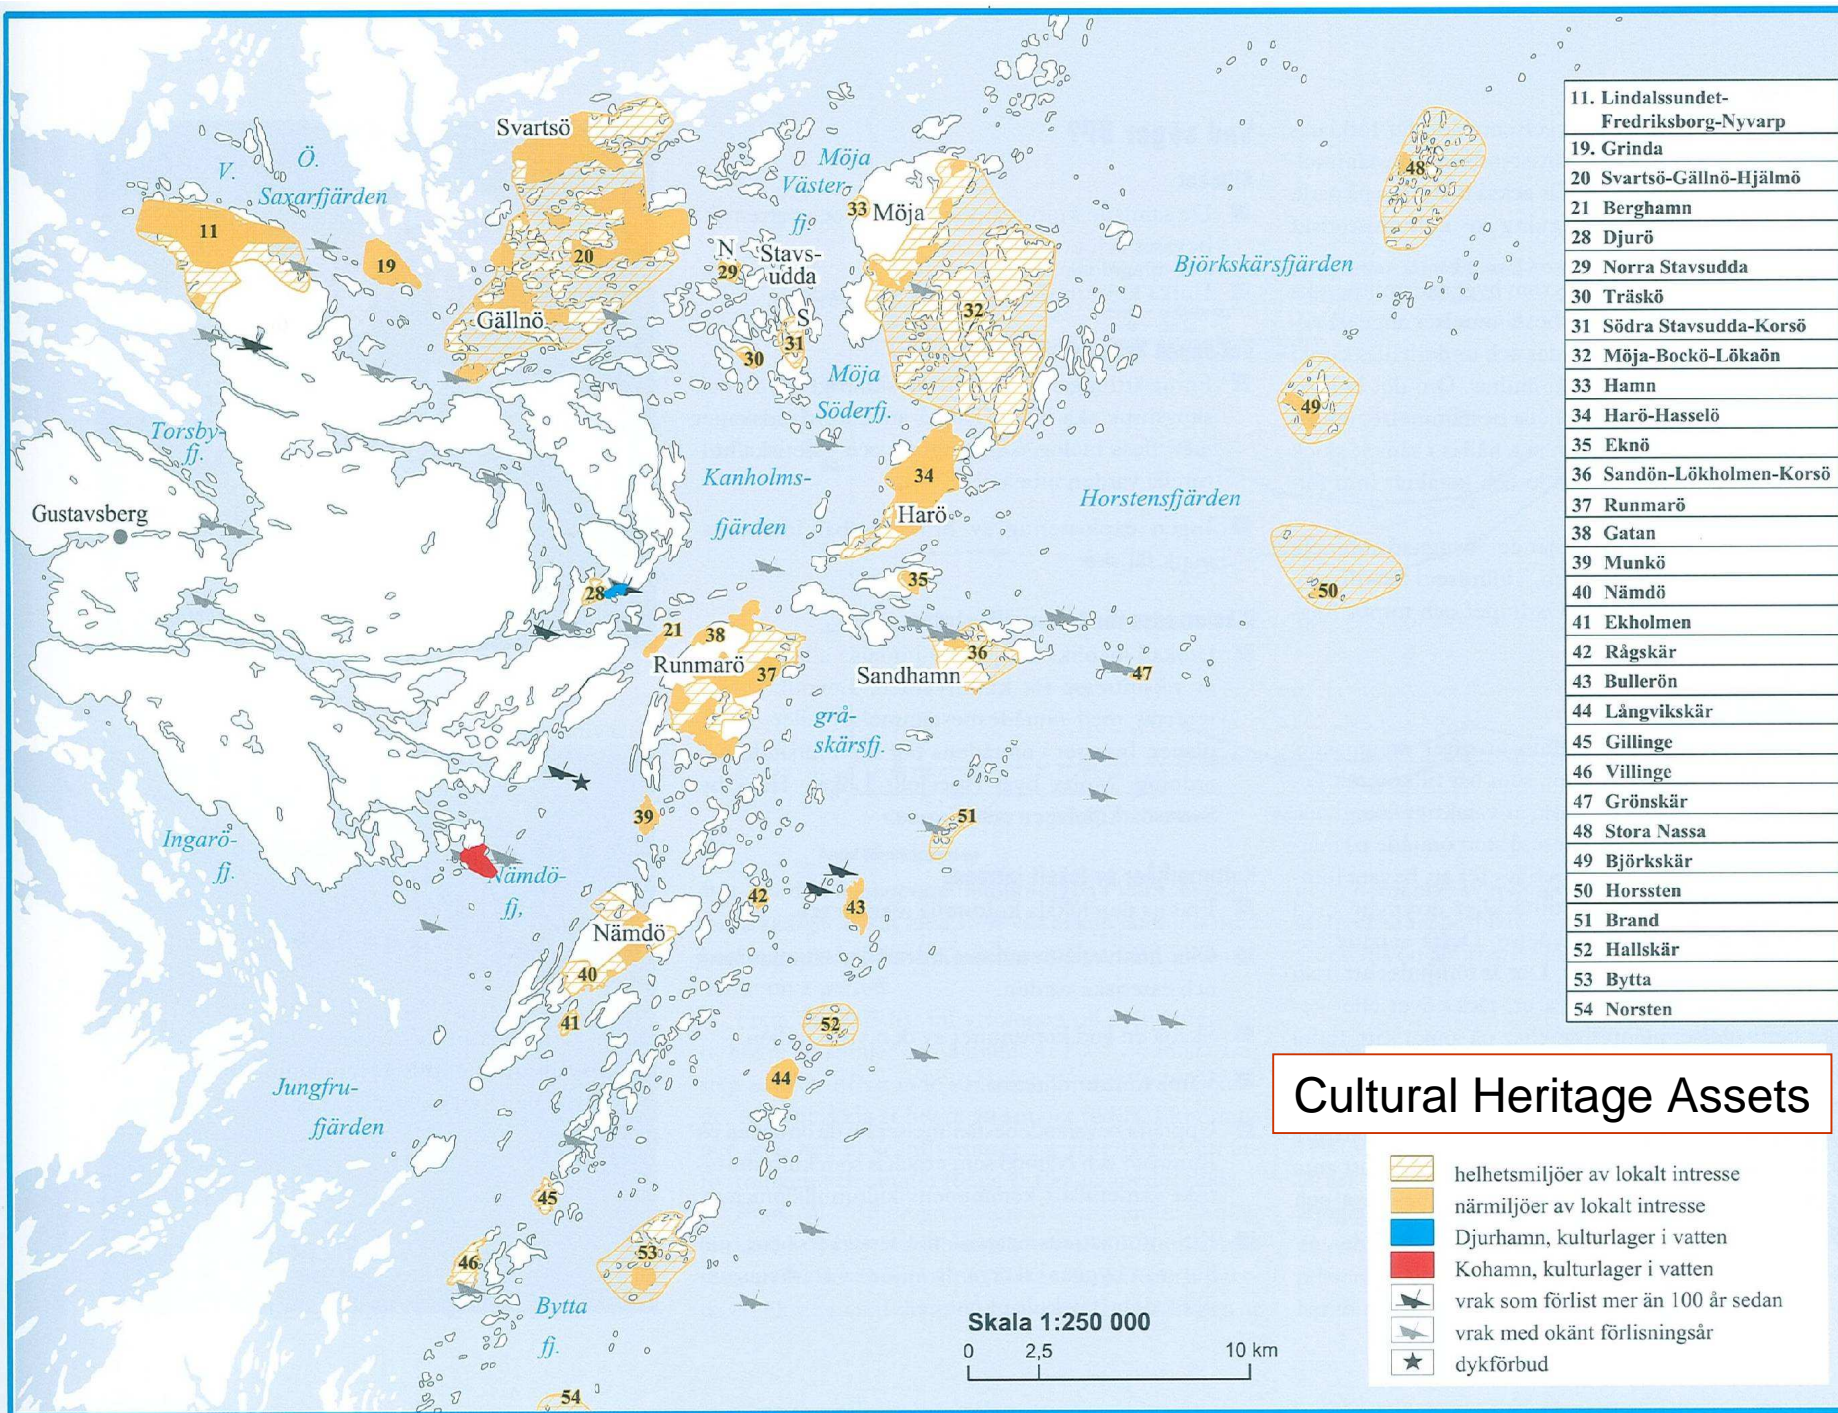 Svartsö
V.
Ö.
Saxarfjärden
11
19
20
Gällnö
Möja
Väster-
fj.
33
Möja
N
29
Stavs-
udda
S
31
30
32
Möja
Söderfj.
Björkskärsfjärden
48
49
50
Torsby-
fj.
Gustavsberg
Kanholms-
fjärden
34
Harö
Horstensfjärden
35
28
21
38
Runmarö
37
Sandhamn
36
47
grå-
skärsfj.
39
51
Ingarö-
fj.
Nämdö-
fj,
42
43
Nämdö
40
41
52
44
Jungfru-
fjärden
45
46
53
Bytta
fj.
54
11. Lindalssundet-
Fredriksborg-Nyvarp
19. Grinda
20 Svartsö-Gällnö-Hjälmö
21 Berghamn
28 Djurö
29 Norra Stavsudda
30 Träskö
31 Södra Stavsudda-Korsö
32 Möja-Bockö-Lökaön
33 Hamn
34 Harö-Hasselö
35 Eknö
36 Sandön-Lökholmen-Korsö
37 Runmarö
38 Gatan
39 Munkö
40 Nämdö
41 Ekholmen
42 Rågskär
43 Bullerön
44 Långvikskär
45 Gillinge
46 Villinge
47 Grönskär
48 Stora Nassa
49 Björkskär
50 Horssten
51 Brand
52 Hallskär
53 Bytta
54 Norsten
Cultural Heritage Assets
helhetsmiljöer av lokalt intresse
närmiljöer av lokalt intresse
Djurhamn, kulturlager i vatten
Kohamn, kulturlager i vatten
vrak som förlist mer än 100 år sedan
vrak med okänt förlisningsår
dykförbud
Skala 1:250 000
0 2,5 10 km